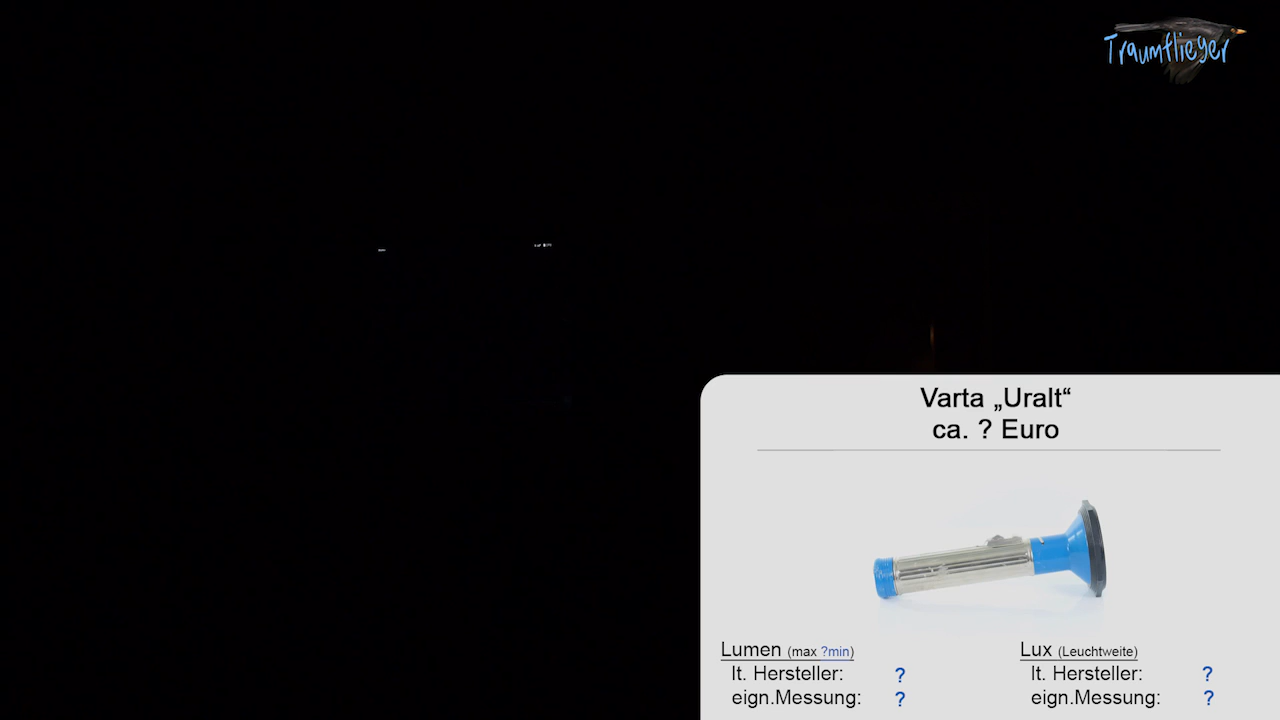 Traumflieger
Varta „Uralt“
ca. ? Euro
Lumen (max ?min)
lt. Hersteller: ?
eign.Messung: ?
Lux (Leuchtweite)
lt. Hersteller: ?
eign.Messung: ?